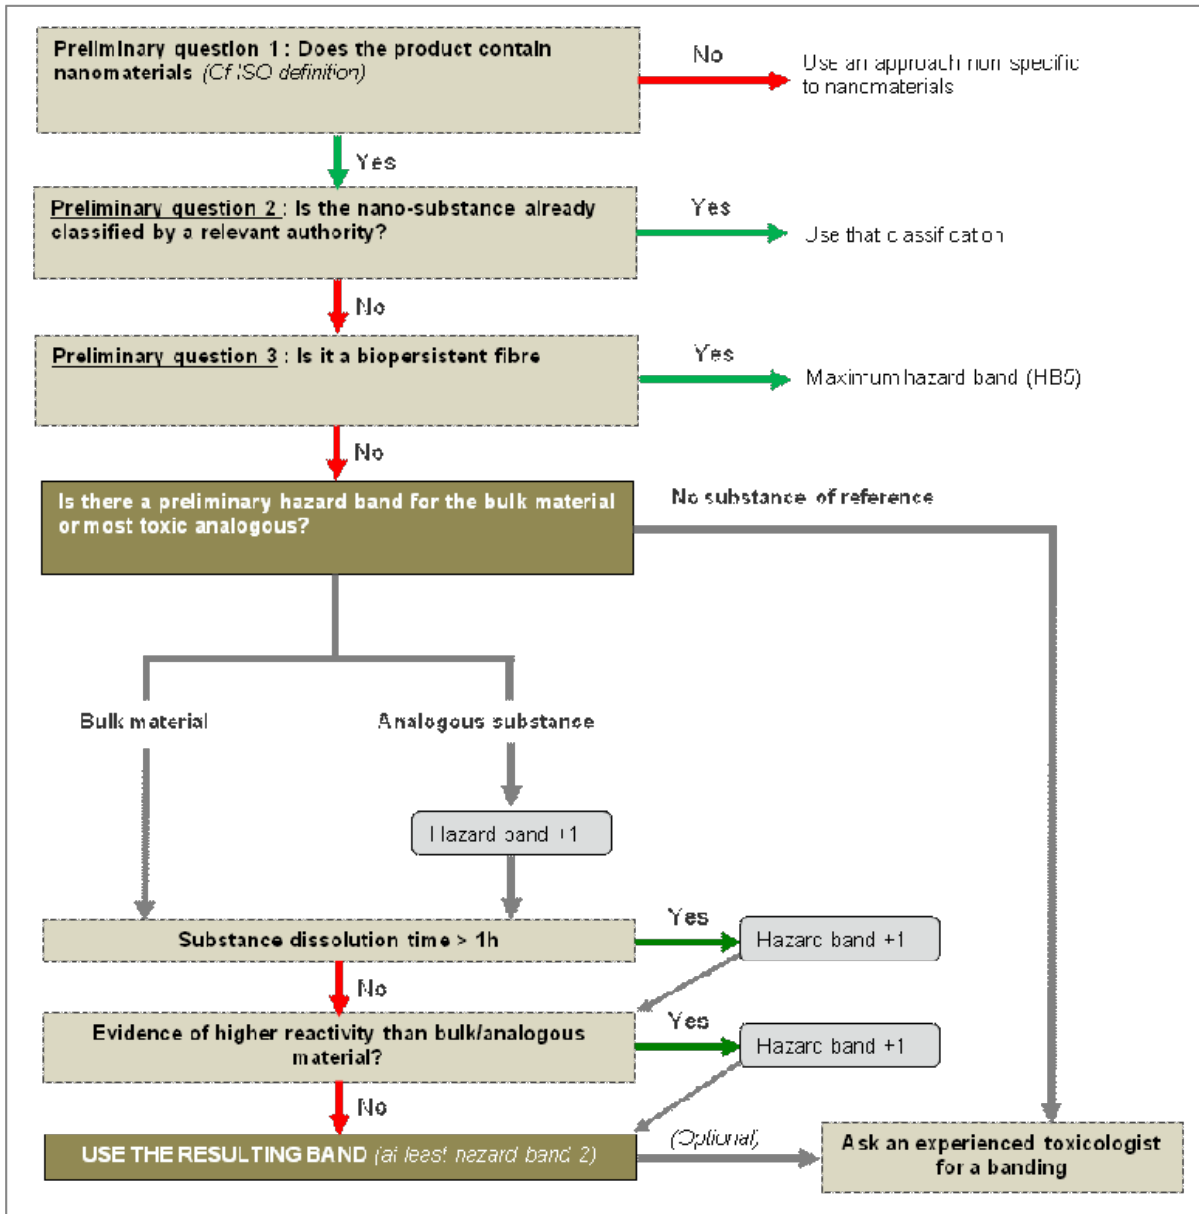 Preliminary question 1 : Does the product contain
nanomaterials (Cf ISO definition)
No
Use an approach non specific
to nanomaterials
Yes
Preliminary question 2 : Is the nano-substance already
classified by a relevant authority?
Yes
Use that classification
No
Preliminary question 3 : Is it a biopersistent fibre
Yes
Maximum hazard band (HB5)
No
Is there a preliminary hazard band for the bulk material
or most toxic analogous?
No substance of reference
Bulk material
Analogous substance
Hazard band +1
Substance dissolution time > 1h
Yes
Hazard band +1
No
Evidence of higher reactivity than bulk/analogous
material?
Yes
Hazard band +1
No
USE THE RESULTING BAND (at least hazard band 2)
(Optional)
Ask an experienced toxicologist
for a banding